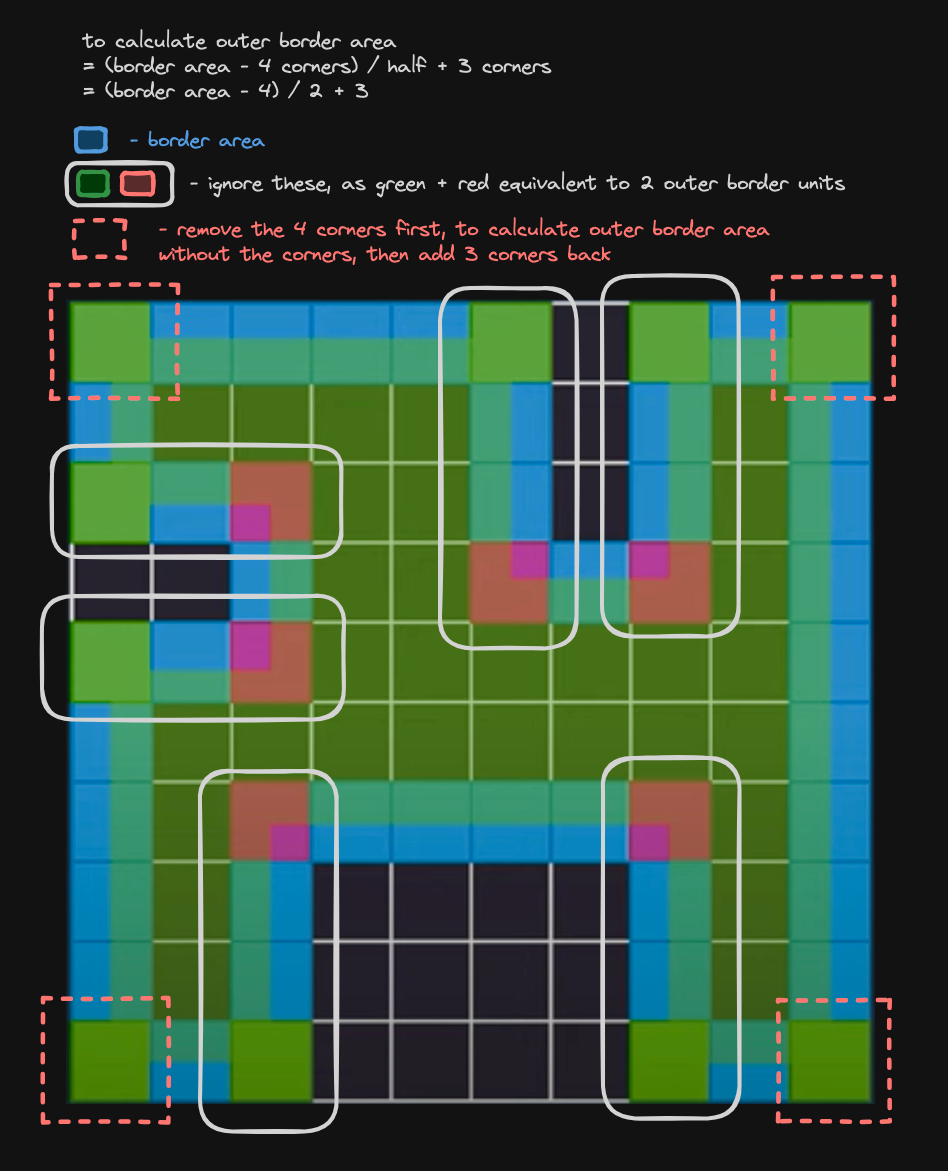 to calculate outer border area
= (border area - 4 corners) / half + 3 corners
= (border area - 4) / 2 + 3
- border area
- ignore these, as green + red equivalent to 2 outer border units
- remove the 4 corners first, to calculate outer border area
without the corners, then add 3 corners back